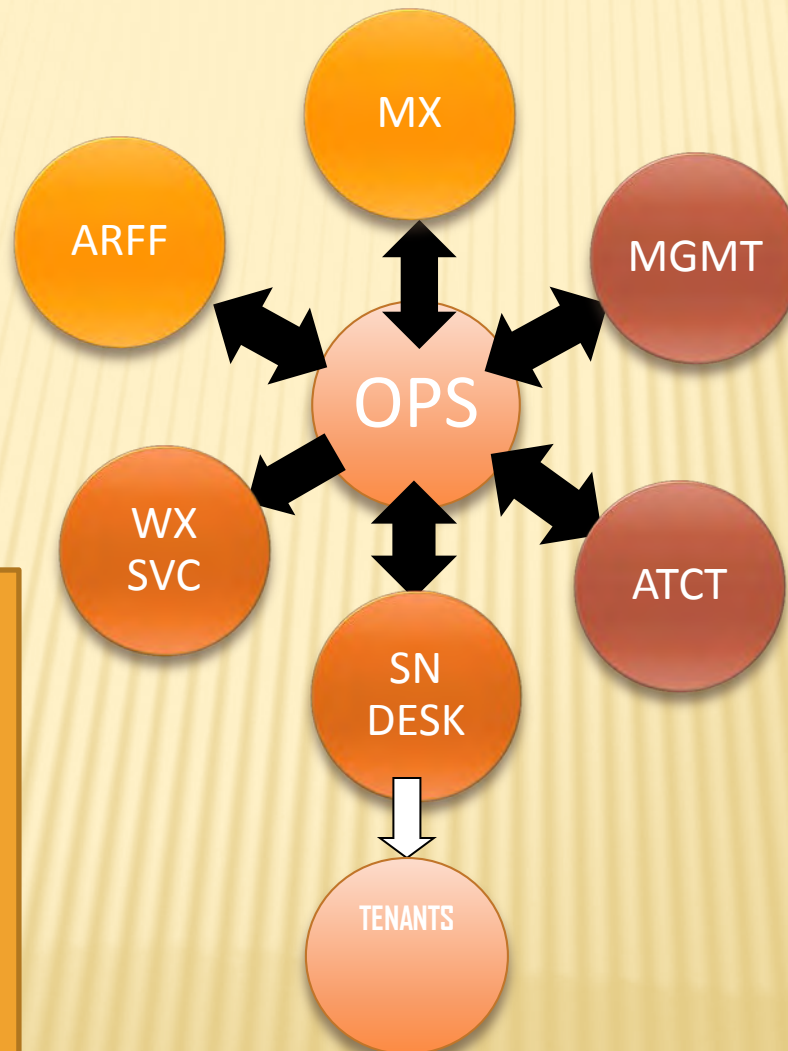 MX
ARFF
MGMT
OPS
WX
SVC
ATCT
SN
DESK
TENANTS